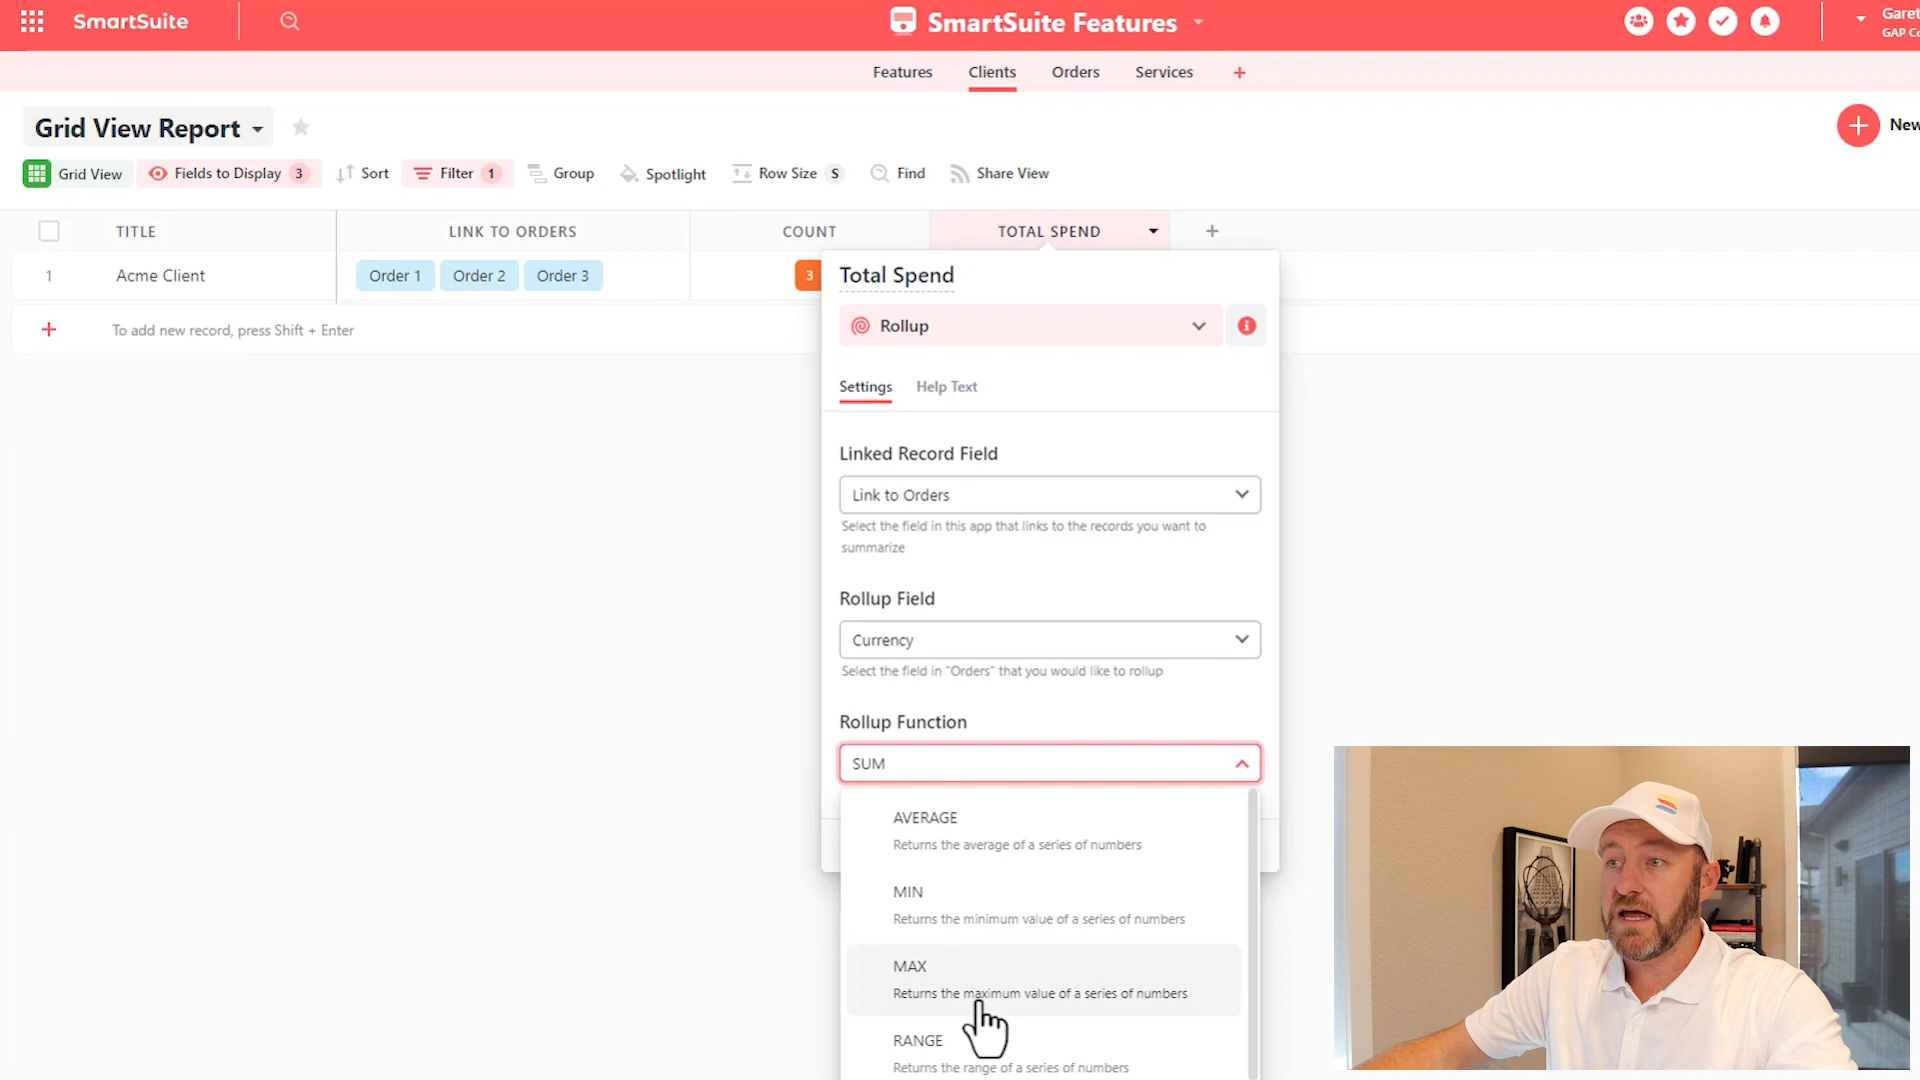 SmartSuite
SmartSuite Features
Garet
GAP Co
Features Clients Orders Services
Grid View Report
New
Grid View Fields to Display 3 Sort Filter 1 Group Spotlight Row Size S Find Share View
TITLE LINK TO ORDERS COUNT TOTAL SPEND
1 Acme Client Order 1 Order 2 Order 3 3
To add new record, press Shift + Enter
Total Spend
Rollup
Settings Help Text
Linked Record Field
Link to Orders
Select the field in this app that links to the records you want to
summarize
Rollup Field
Currency
Select the field in "Orders" that you would like to rollup
Rollup Function
SUM
AVERAGE
Returns the average of a series of numbers
MIN
Returns the minimum value of a series of numbers
MAX
Returns the maximum value of a series of numbers
RANGE
Returns the range of a series of numbers